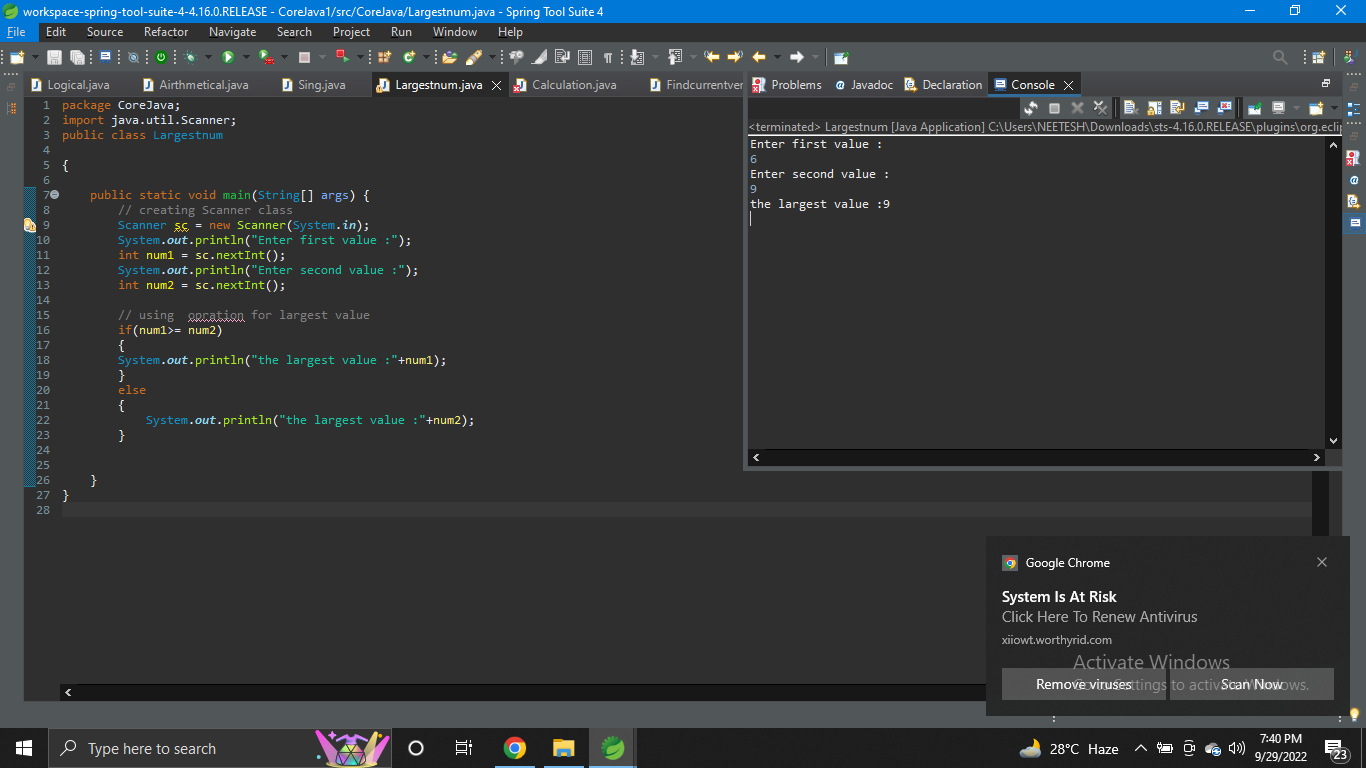 workspace-spring-tool-suite-4-4.16.0.RELEASE - CoreJava1/src/CoreJava/Largestnum.java - Spring Tool Suite 4
File Edit Source Refactor Navigate Search Project Run Window Help
Logical.java Airthmetical.java Sing.java Largestnum.java Calculation.java Findcurrentver
Problems Javadoc Declaration Console
<terminated> Largestnum [Java Application] C:\Users\NEETESH\Downloads\sts-4.16.0.RELEASE\plugins\org.eclip
1 package CoreJava;
2 import java.util.Scanner;
3 public class Largestnum
4
5 {
6
7 public static void main(String[] args) {
8 // creating Scanner class
9 Scanner sc = new Scanner(System.in);
10 System.out.println("Enter first value :");
11 int num1 = sc.nextInt();
12 System.out.println("Enter second value :");
13 int num2 = sc.nextInt();
14
15 // using  opration for largest value
16 if(num1>= num2)
17 {
18 System.out.println("the largest value :"+num1);
19 }
20 else
21 {
22 System.out.println("the largest value :"+num2);
23 }
24
25
26 }
27 }
28
Enter first value :
6
Enter second value :
9
the largest value :9
Google Chrome
System Is At Risk
Click Here To Renew Antivirus
xiiowt.worthyrid.com
Activate Windows
Go to Settings to activate Windows.
Remove viruses Scan Now
Type here to search
28°C Haze
7:40 PM
9/29/2022
23